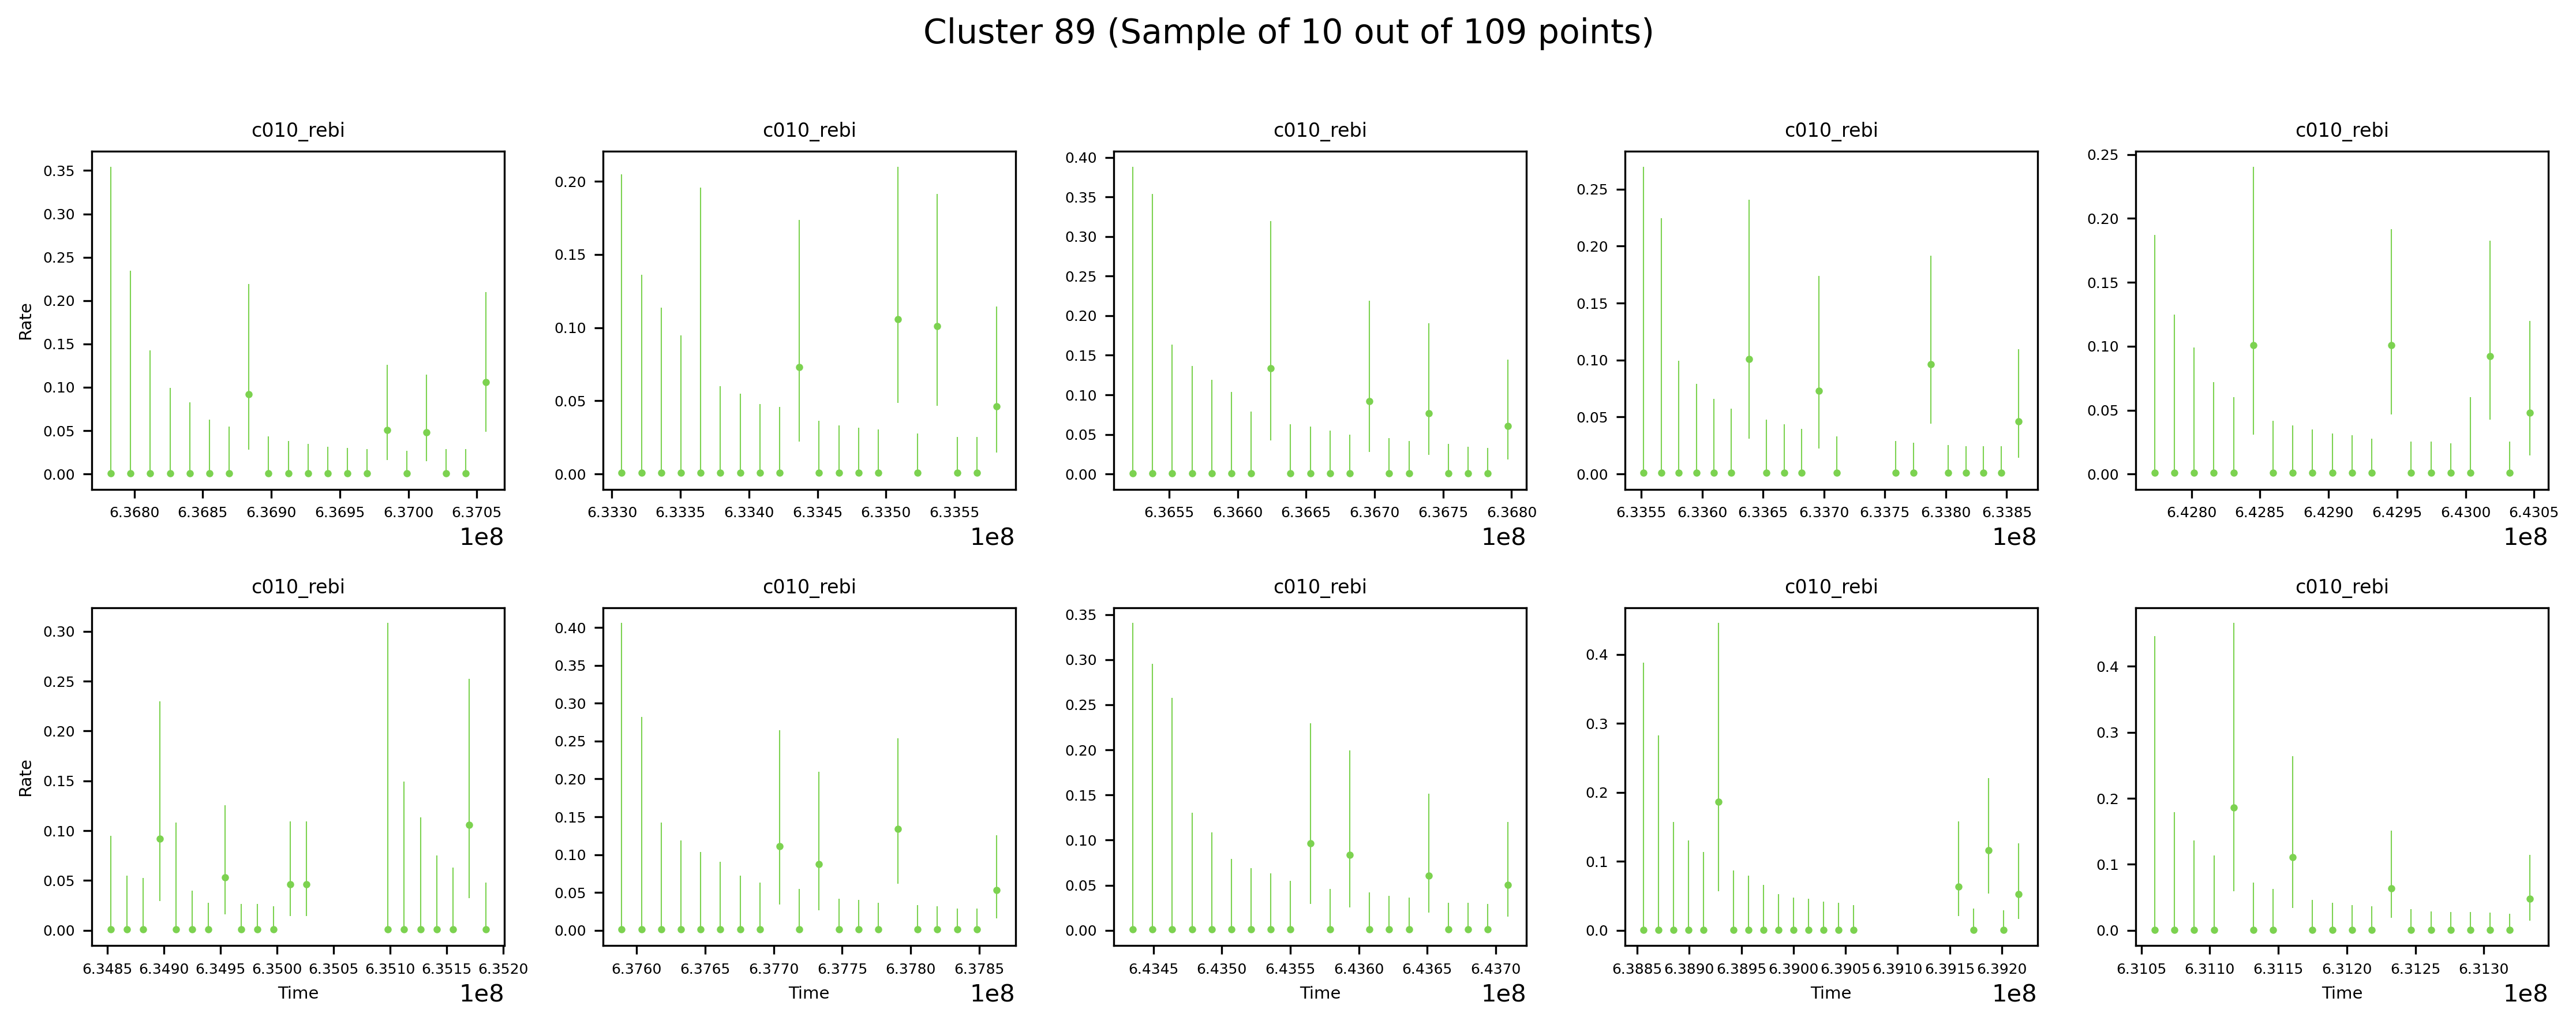 Cluster 89 (Sample of 10 out of 109 points)
c010_rebi c010_rebi c010_rebi c010_rebi c010_rebi
Rate
0.35 0.30 0.25 0.20 0.15 0.10 0.05 0.00
6.3680 6.3685 6.3690 6.3695 6.3700 6.3705
1e8
0.20 0.15 0.10 0.05 0.00
6.3330 6.3335 6.3340 6.3345 6.3350 6.3355
1e8
0.40 0.35 0.30 0.25 0.20 0.15 0.10 0.05 0.00
6.3655 6.3660 6.3665 6.3670 6.3675 6.3680
1e8
0.25 0.20 0.15 0.10 0.05 0.00
6.3355 6.3360 6.3365 6.3370 6.3375 6.3380 6.3385
1e8
0.25 0.20 0.15 0.10 0.05 0.00
6.4280 6.4285 6.4290 6.4295 6.4300 6.4305
1e8
c010_rebi c010_rebi c010_rebi c010_rebi c010_rebi
Rate
0.30 0.25 0.20 0.15 0.10 0.05 0.00
6.3485 6.3490 6.3495 6.3500 6.3505 6.3510 6.3515 6.3520
Time
1e8
0.40 0.35 0.30 0.25 0.20 0.15 0.10 0.05 0.00
6.3760 6.3765 6.3770 6.3775 6.3780 6.3785
Time
1e8
0.35 0.30 0.25 0.20 0.15 0.10 0.05 0.00
6.4345 6.4350 6.4355 6.4360 6.4365 6.4370
Time
1e8
0.4 0.3 0.2 0.1 0.0
6.3885 6.3890 6.3895 6.3900 6.3905 6.3910 6.3915 6.3920
Time
1e8
0.4 0.3 0.2 0.1 0.0
6.3105 6.3110 6.3115 6.3120 6.3125 6.3130
Time
1e8